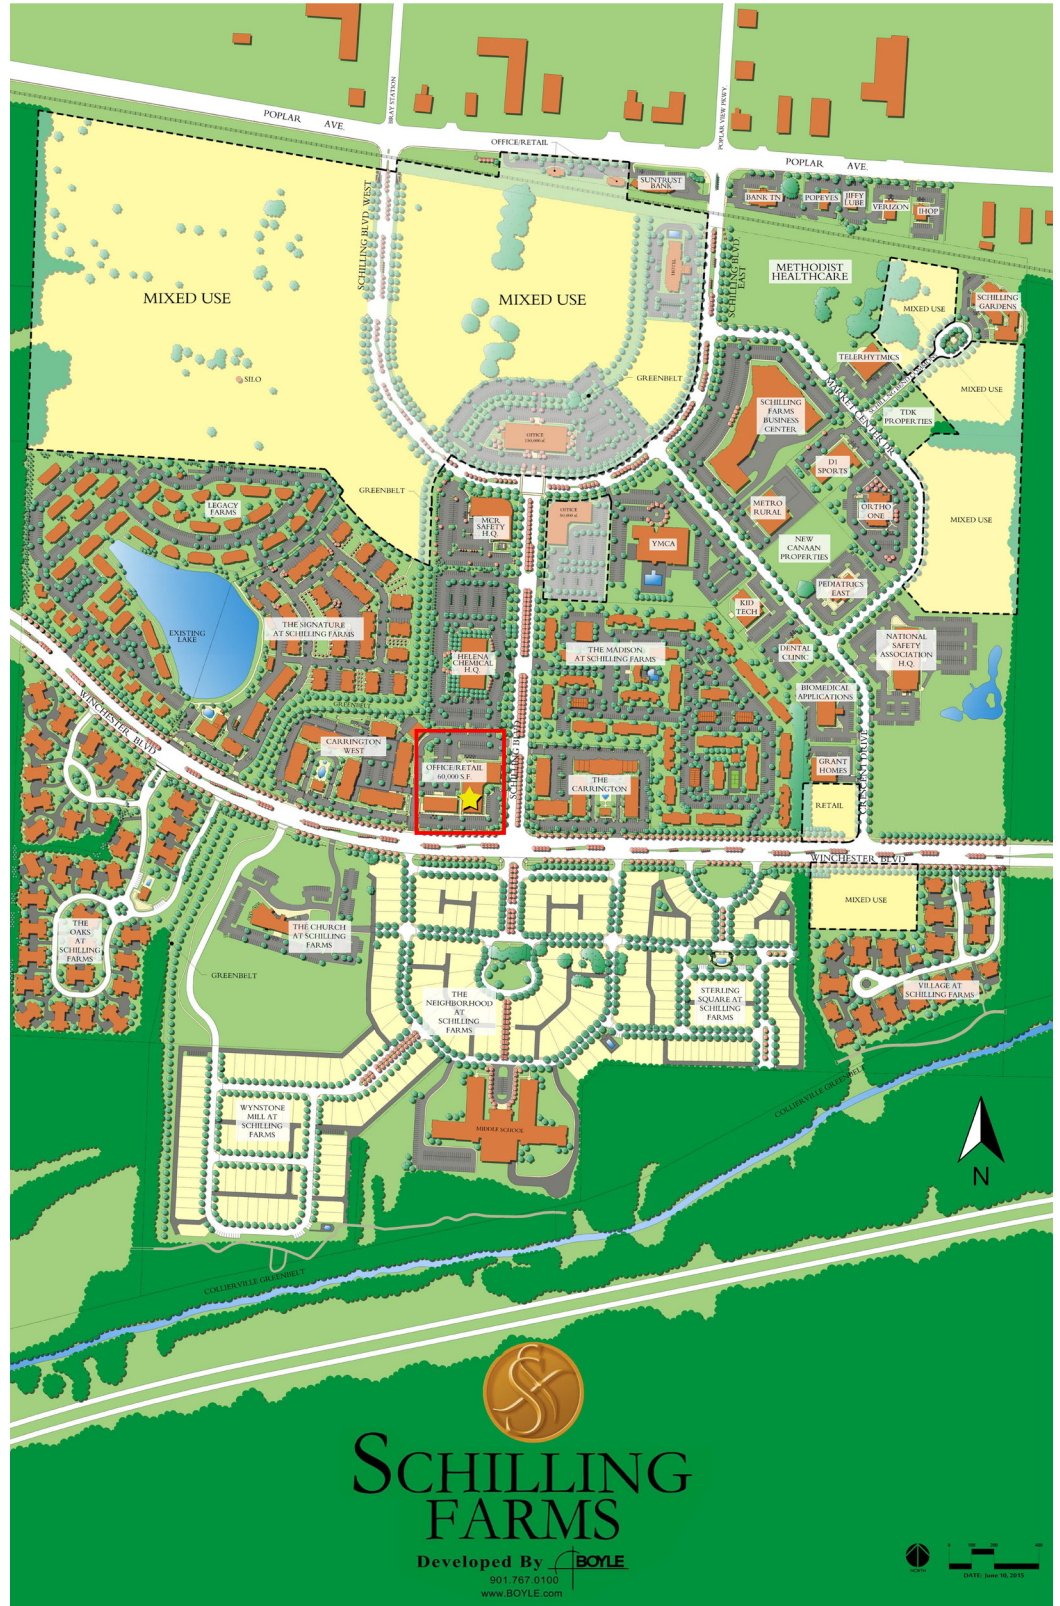 BRAY STATION
POPLAR VIEW PKWY.
POPLAR AVE.
OFFICE/RETAIL
POPLAR AVE.
SUNTRUST
BANK
BANK TN
POPEYES
JIFFY
LUBE
VERIZON
IHOP
SCHILLING BLVD. WEST
SCHILLING BLVD.
EAST
HOTEL
METHODIST
HEALTHCARE
MIXED USE
MIXED USE
MIXED USE
SCHILLING
GARDENS
TELERHYTMICS
SILO
GREENBELT
MIXED USE
MARKET CENTER DR
SCHILLING
FARMS
BUSINESS
CENTER
TDK
PROPERTIES
OFFICE
D1
SPORTS
GREENBELT
LEGACY
FARMS
MCR
SAFETY
H.Q.
OFFICE
METRO
RURAL
ORTHO
ONE
MIXED USE
YMCA
NEW
CANAAN
PROPERTIES
PEDIATRICS
EAST
KID
TECH
EXISTING
LAKE
THE SIGNATURE
AT SCHILLING FARMS
HELENA
CHEMICAL
H.Q.
THE MADISON
AT SCHILLING FARMS
DENTAL
CLINIC
NATIONAL
SAFETY
ASSOCIATION
H.Q.
BIOMEDICAL
APPLICATIONS
GREENBELT
WINCHESTER BLVD
CARRINGTON
WEST
OFFICE/RETAIL
60,000 S.F.
SCHILLING BLVD
THE
CARRINGTON
GRANT
HOMES
CRESCENT DRIVE
RETAIL
WINCHESTER BLVD
MIXED USE
THE
OAKS
AT
SCHILLING
FARMS
THE CHURCH
AT SCHILLING
FARMS
GREENBELT
THE
NEIGHBORHOOD
AT
SCHILLING
FARMS
STERLING
SQUARE AT
SCHILLING
FARMS
VILLAGE AT
SCHILLING FARMS
COLLIERVILLE GREENBELT
WYNSTONE
MILL AT
SCHILLING
FARMS
MIDDLE SCHOOL
N
COLLIERVILLE GREENBELT
SCHILLING
FARMS
Developed By BOYLE
901.767.0100
www.BOYLE.com
NORTH
DATE: June 10, 2015